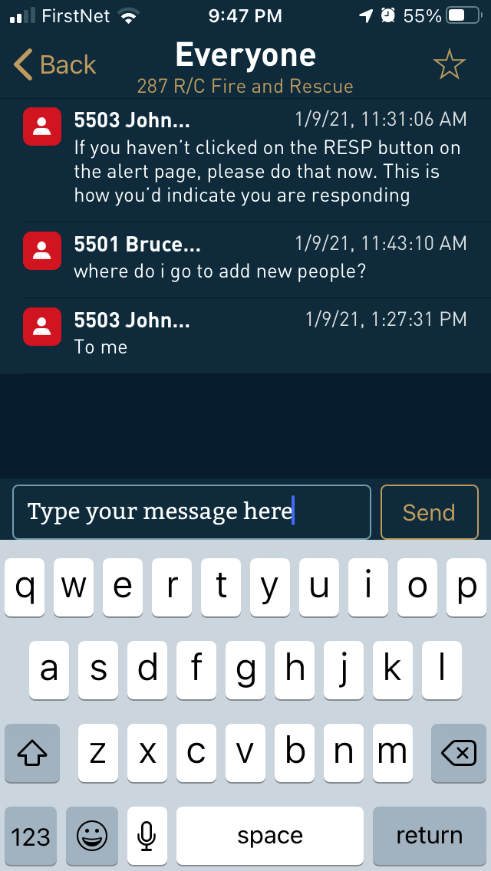 FirstNet 9:47 PM 55%
Back Everyone
287 R/C Fire and Rescue
5503 John... 1/9/21, 11:31:06 AM
If you haven't clicked on the RESP button on
the alert page, please do that now. This is
how you'd indicate you are responding
5501 Bruce... 1/9/21, 11:43:10 AM
where do i go to add new people?
5503 John... 1/9/21, 1:27:31 PM
To me
Type your message here Send
q w e r t y u i o p
a s d f g h j k l
z x c v b n m
123 space return